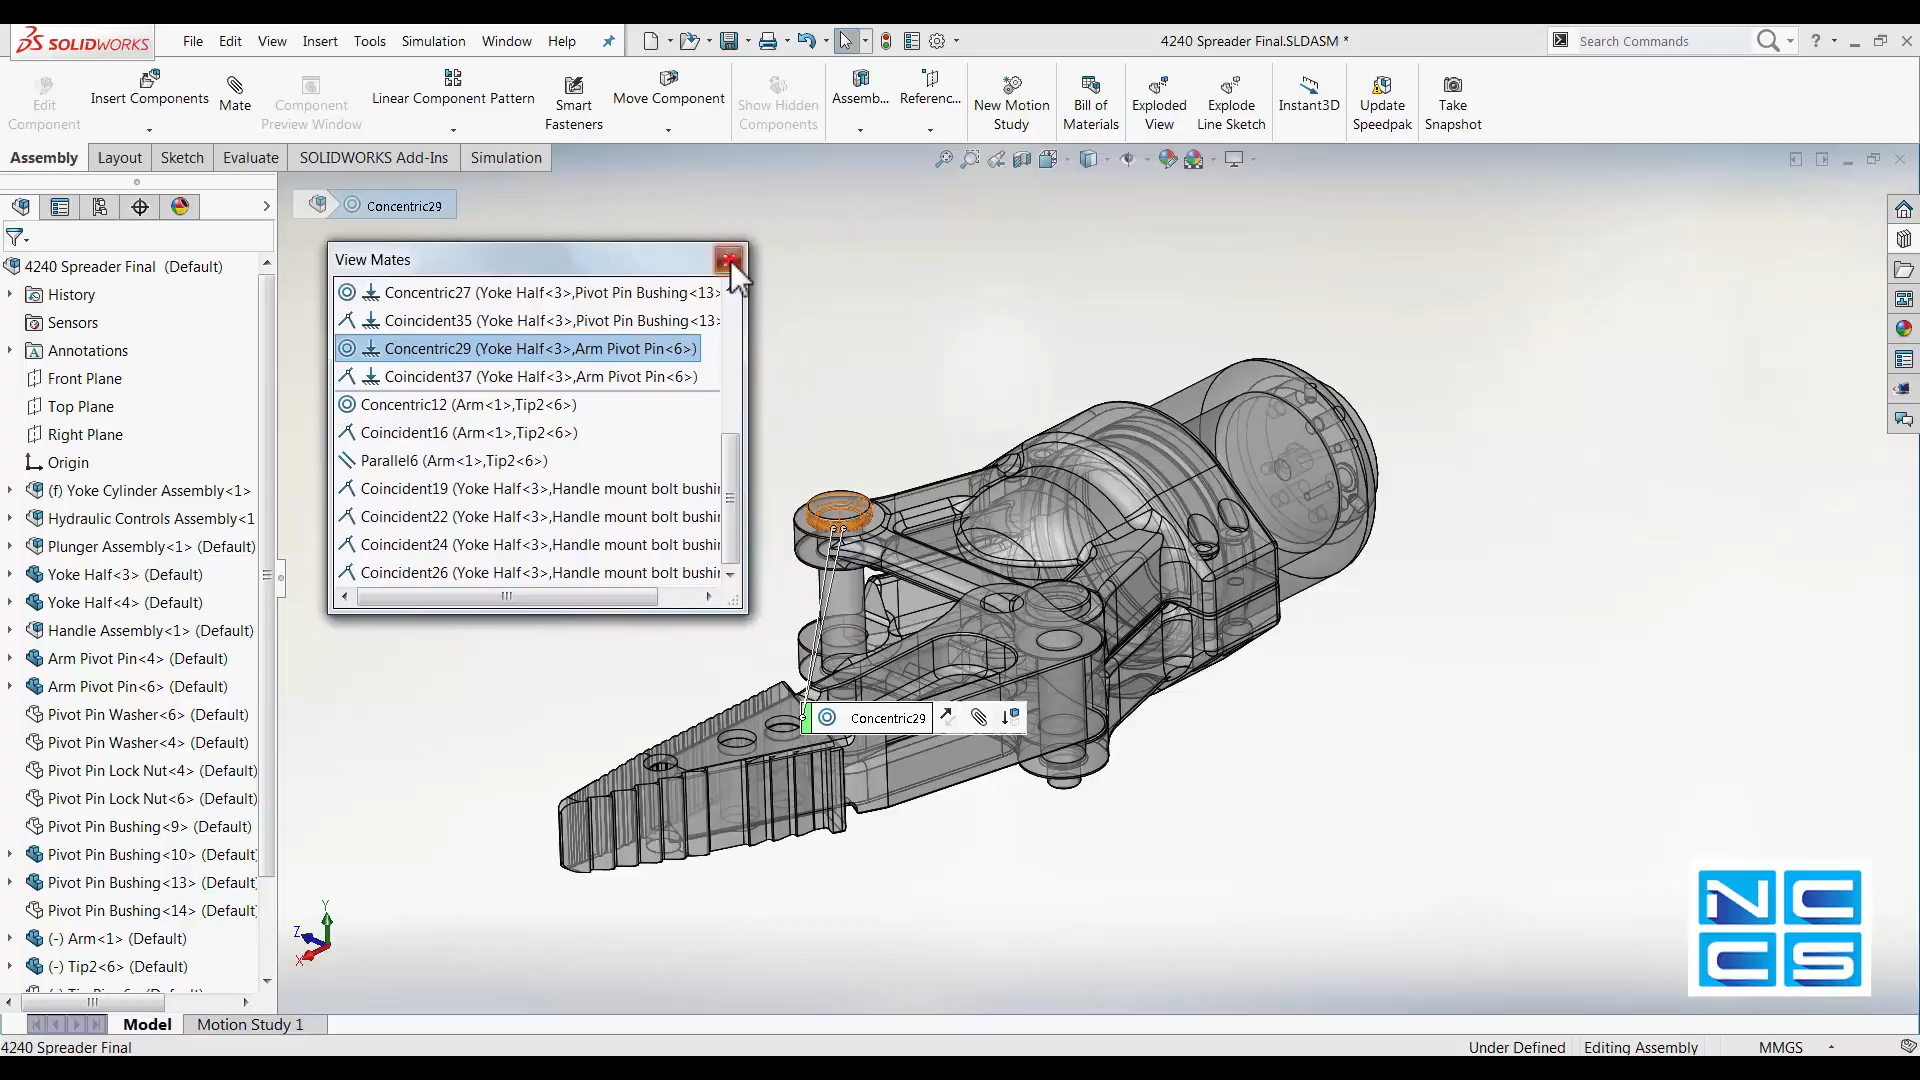 SOLIDWORKS File Edit View Insert Tools Simulation Window Help 4240 Spreader Final.SLDASM * Search Commands ?
Edit Component
Insert Components
Mate
Component Preview Window
Linear Component Pattern
Smart Fasteners
Move Component
Show Hidden Components
Assemb...
Referenc...
New Motion Study
Bill of Materials
Exploded View
Explode Line Sketch
Instant3D
Update Speedpak
Take Snapshot
Assembly Layout Sketch Evaluate SOLIDWORKS Add-Ins Simulation
Concentric29
View Mates
Concentric27 (Yoke Half<3>,Pivot Pin Bushing<13>
Coincident35 (Yoke Half<3>,Pivot Pin Bushing<13>
Concentric29 (Yoke Half<3>,Arm Pivot Pin<6>)
Coincident37 (Yoke Half<3>,Arm Pivot Pin<6>)
Concentric12 (Arm<1>,Tip2<6>)
Coincident16 (Arm<1>,Tip2<6>)
Parallel6 (Arm<1>,Tip2<6>)
Coincident19 (Yoke Half<3>,Handle mount bolt bushin
Coincident22 (Yoke Half<3>,Handle mount bolt bushin
Coincident24 (Yoke Half<3>,Handle mount bolt bushin
Coincident26 (Yoke Half<3>,Handle mount bolt bushin
4240 Spreader Final (Default)
History
Sensors
Annotations
Front Plane
Top Plane
Right Plane
Origin
(f) Yoke Cylinder Assembly<1>
Hydraulic Controls Assembly<1
Plunger Assembly<1> (Default)
Yoke Half<3> (Default)
Yoke Half<4> (Default)
Handle Assembly<1> (Default)
Arm Pivot Pin<4> (Default)
Arm Pivot Pin<6> (Default)
Pivot Pin Washer<6> (Default)
Pivot Pin Washer<4> (Default)
Pivot Pin Lock Nut<4> (Default)
Pivot Pin Lock Nut<6> (Default)
Pivot Pin Bushing<9> (Default)
Pivot Pin Bushing<10> (Default)
Pivot Pin Bushing<13> (Default)
Pivot Pin Bushing<14> (Default)
(-) Arm<1> (Default)
(-) Tip2<6> (Default)
Concentric29
Y
Z
X
NC
CS
Model Motion Study 1
4240 Spreader Final Under Defined Editing Assembly MMGS